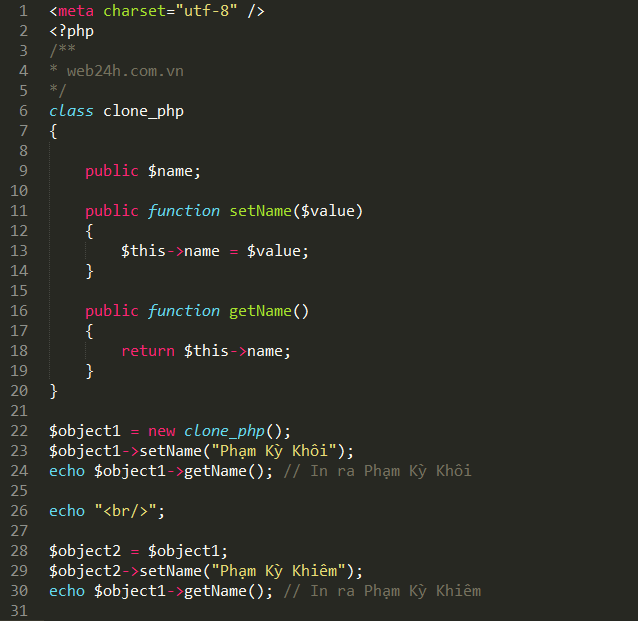 1 <meta charset="utf-8" />
2 <?php
3 /**
4 * web24h.com.vn
5 */
6 class clone_php
7 {
8
9 public $name;
10
11 public function setName($value)
12 {
13 $this->name = $value;
14 }
15
16 public function getName()
17 {
18 return $this->name;
19 }
20 }
21
22 $object1 = new clone_php();
23 $object1->setName("Phạm Kỳ Khôi");
24 echo $object1->getName(); // In ra Phạm Kỳ Khôi
25
26 echo "<br/>";
27
28 $object2 = $object1;
29 $object2->setName("Phạm Kỳ Khiêm");
30 echo $object1->getName(); // In ra Phạm Kỳ Khiêm
31